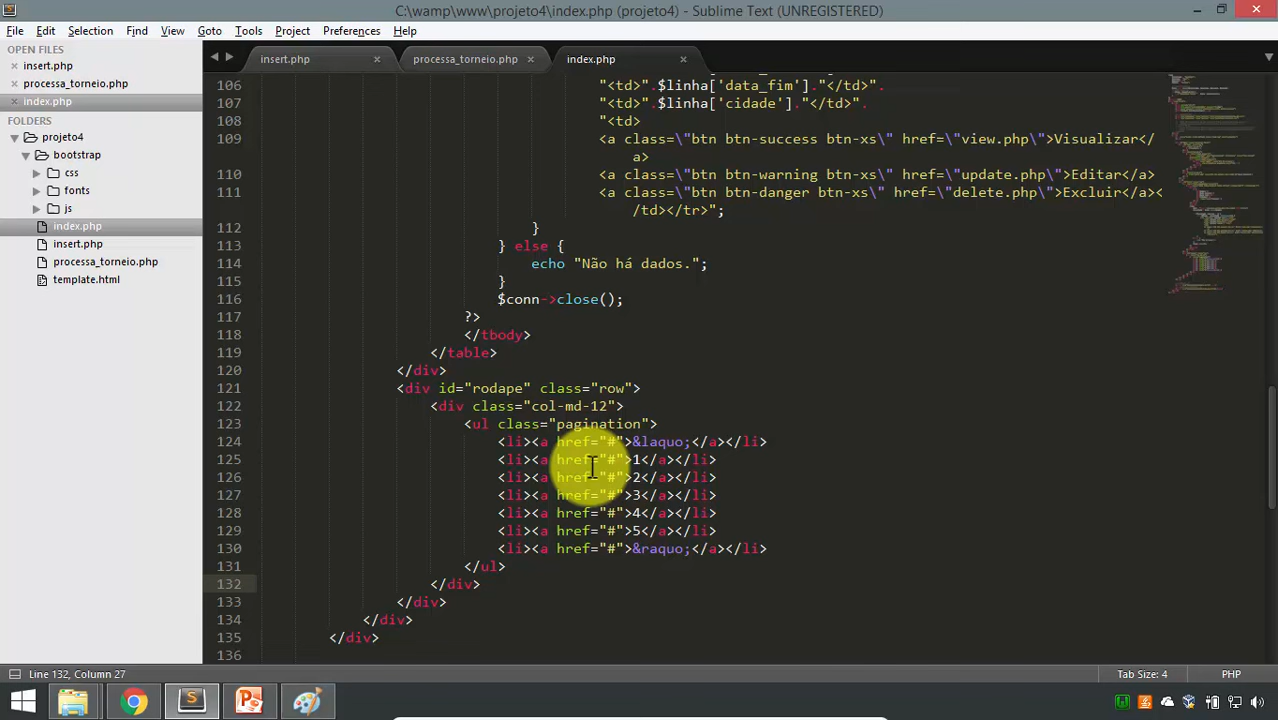 C:\wamp\www\projeto4\index.php (projeto4) - Sublime Text (UNREGISTERED)
File Edit Selection Find View Goto Tools Project Preferences Help
OPEN FILES
insert.php
processa_torneio.php
index.php
FOLDERS
projeto4
bootstrap
css
fonts
js
index.php
insert.php
processa_torneio.php
template.html
insert.php × processa_torneio.php × index.php ×
106 "<td>".$linha['data_fim']."</td>".
107 "<td>".$linha['cidade']."</td>".
108 "<td>
109 <a class=\"btn btn-success btn-xs\" href=\"view.php\">Visualizar</
a>
110 <a class=\"btn btn-warning btn-xs\" href=\"update.php\">Editar</a>
111 <a class=\"btn btn-danger btn-xs\" href=\"delete.php\">Excluir</a><
/td></tr>";
112 }
113 } else {
114 echo "Não há dados.";
115 }
116 $conn->close();
117 ?>
118 </tbody>
119 </table>
120 </div>
121 <div id="rodape" class="row">
122 <div class="col-md-12">
123 <ul class="pagination">
124 <li><a href="#">&laquo;</a></li>
125 <li><a href="#">1</a></li>
126 <li><a href="#">2</a></li>
127 <li><a href="#">3</a></li>
128 <li><a href="#">4</a></li>
129 <li><a href="#">5</a></li>
130 <li><a href="#">&raquo;</a></li>
131 </ul>
132 </div>
133 </div>
134 </div>
135 </div>
136
Line 132, Column 27 Tab Size: 4 PHP